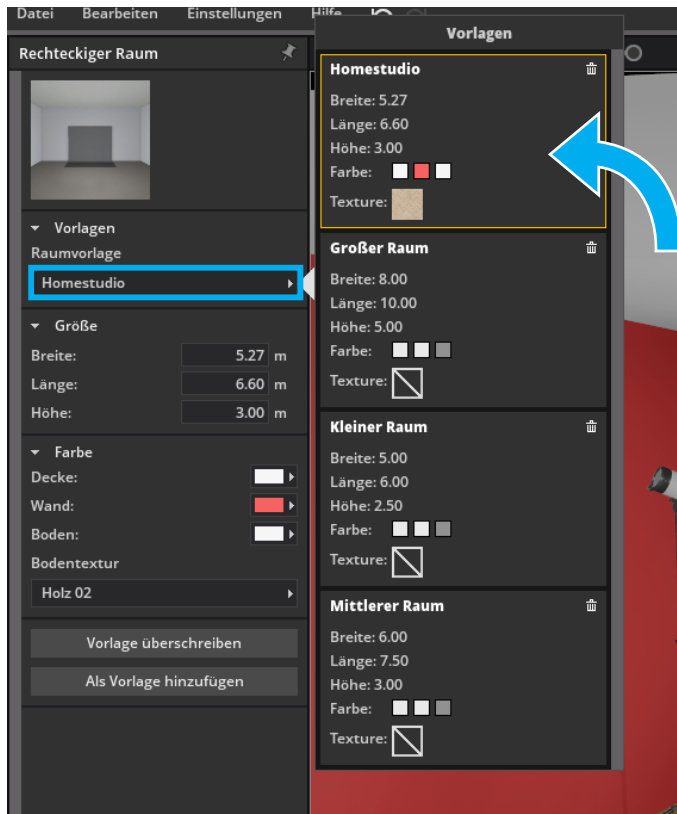 Datei Bearbeiten Einstellungen Hilfe
Rechteckiger Raum
Vorlagen
Raumvorlage
Homestudio
Größe
Breite: 5.27 m
Länge: 6.60 m
Höhe: 3.00 m
Farbe
Decke:
Wand:
Boden:
Bodentextur
Holz 02
Vorlage überschreiben
Als Vorlage hinzufügen
Vorlagen
Homestudio
Breite: 5.27
Länge: 6.60
Höhe: 3.00
Farbe:
Texture:
Großer Raum
Breite: 8.00
Länge: 10.00
Höhe: 5.00
Farbe:
Texture:
Kleiner Raum
Breite: 5.00
Länge: 6.00
Höhe: 2.50
Farbe:
Texture:
Mittlerer Raum
Breite: 6.00
Länge: 7.50
Höhe: 3.00
Farbe:
Texture: